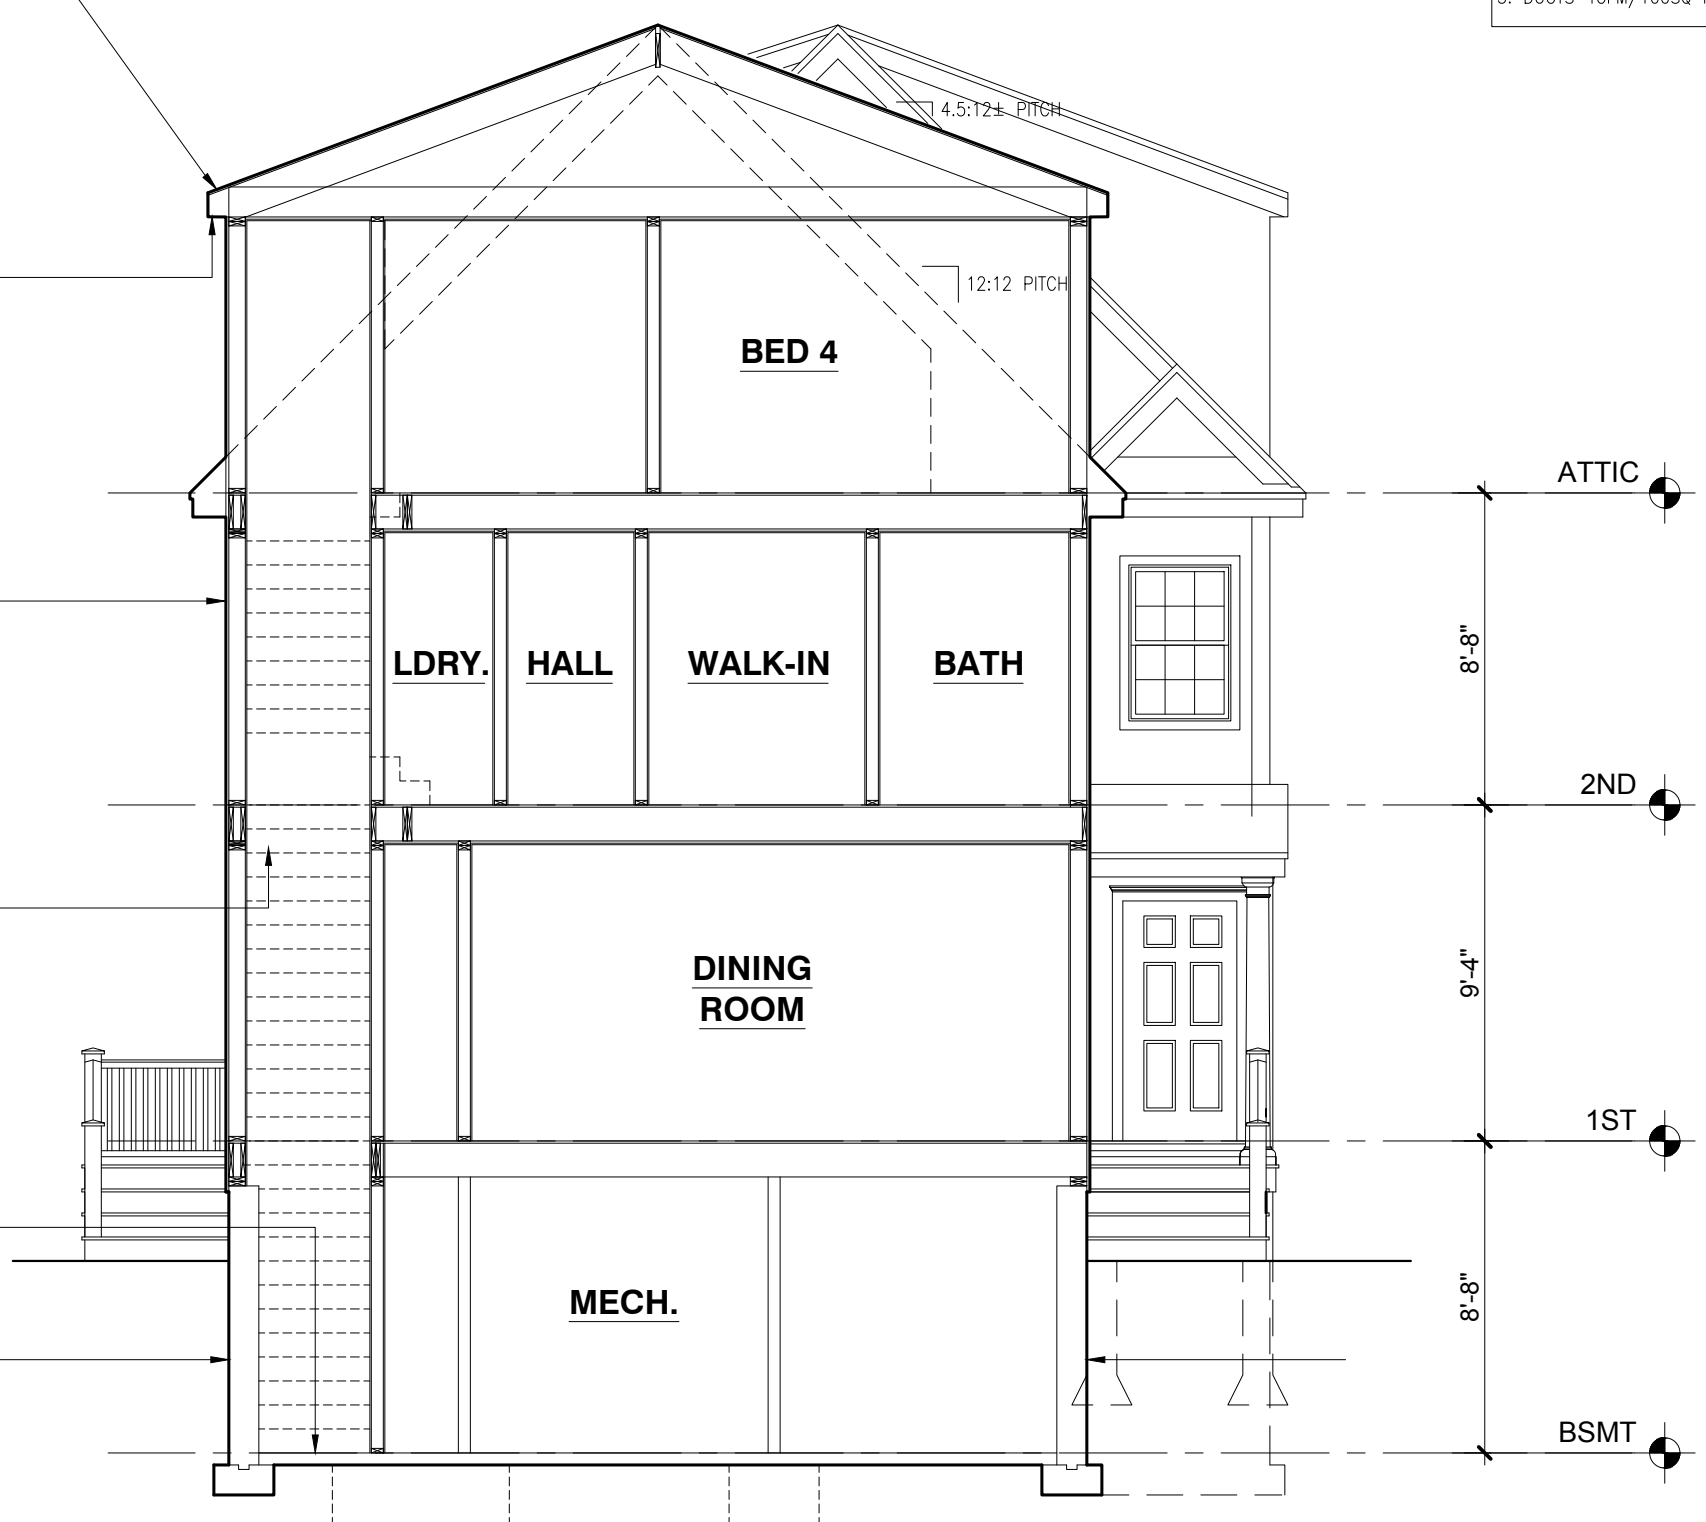 4.5:12± PITCH
12:12 PITCH
BED 4
ATTIC
8'-8"
LDRY.
HALL
WALK-IN
BATH
2ND
9'-4"
DINING
ROOM
1ST
8'-8"
MECH.
BSMT